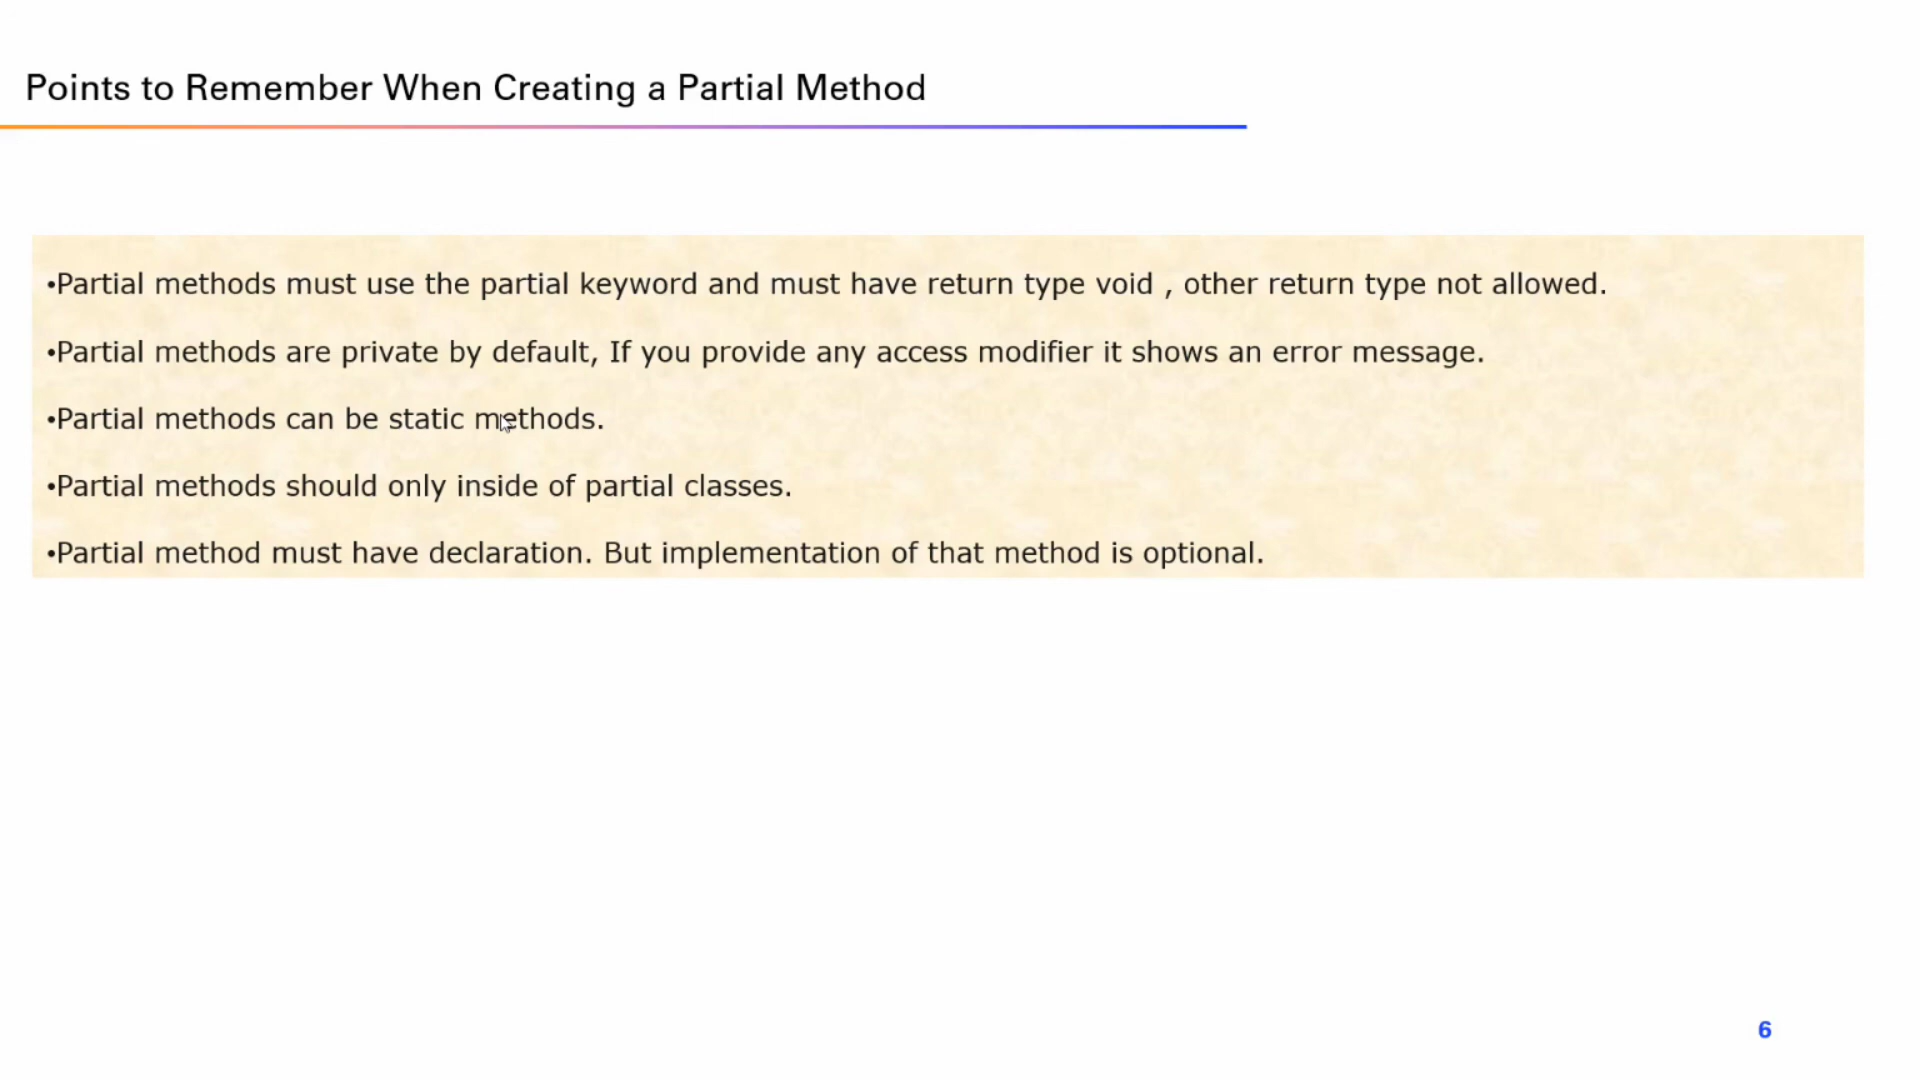 Points to Remember When Creating a Partial Method
•Partial methods must use the partial keyword and must have return type void , other return type not allowed.
•Partial methods are private by default, If you provide any access modifier it shows an error message.
•Partial methods can be static methods.
•Partial methods should only inside of partial classes.
•Partial method must have declaration. But implementation of that method is optional.
6